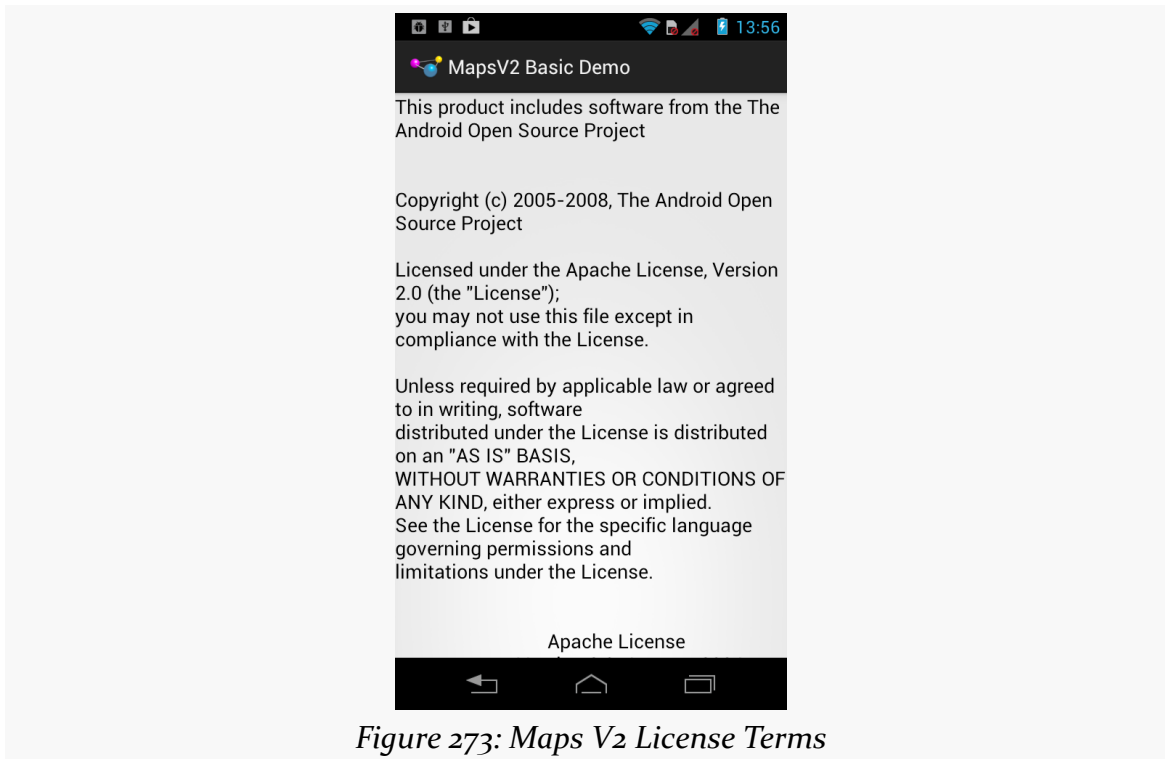 13:56
MapsV2 Basic Demo
This product includes software from the The
Android Open Source Project
Copyright (c) 2005-2008, The Android Open
Source Project
Licensed under the Apache License, Version
2.0 (the "License");
you may not use this file except in
compliance with the License.
Unless required by applicable law or agreed
to in writing, software
distributed under the License is distributed
on an "AS IS" BASIS,
WITHOUT WARRANTIES OR CONDITIONS OF
ANY KIND, either express or implied.
See the License for the specific language
governing permissions and
limitations under the License.
Apache License
Figure 273: Maps V2 License Terms